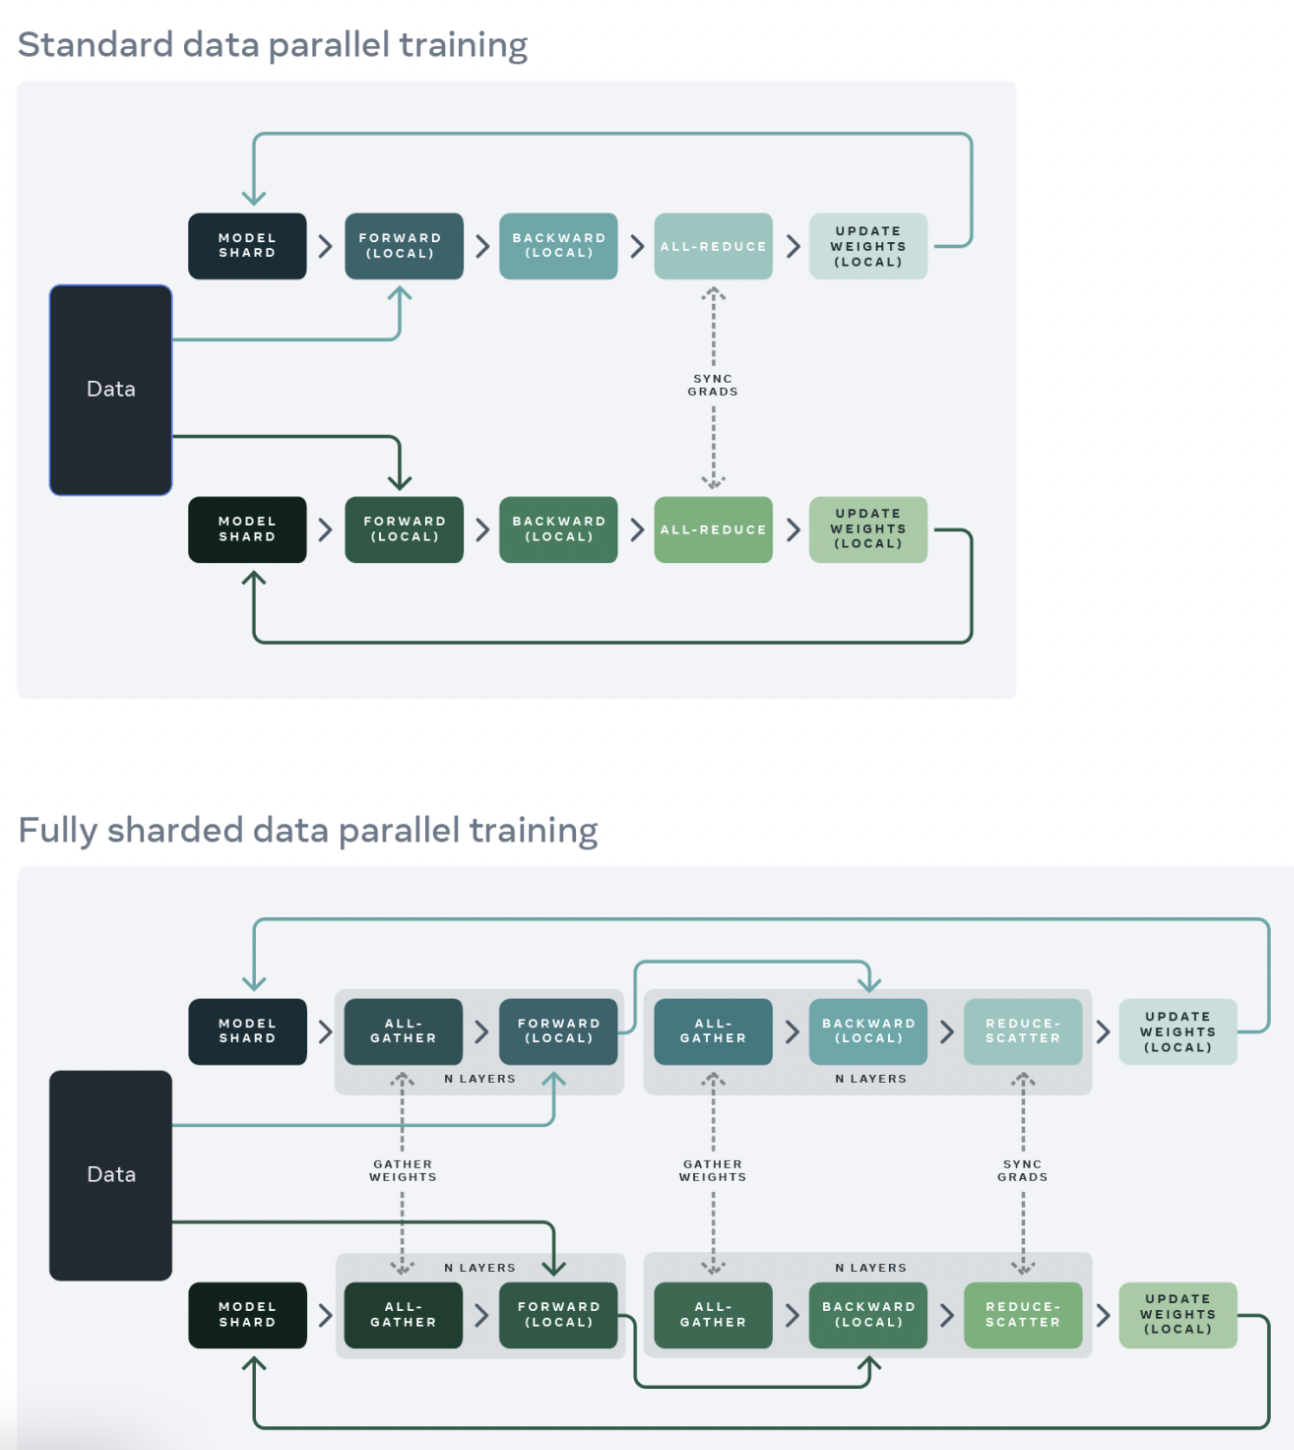 Standard data parallel training
MODEL
SHARD
FORWARD
(LOCAL)
BACKWARD
(LOCAL)
ALL-REDUCE
UPDATE
WEIGHTS
(LOCAL)
Data
SYNC
GRADS
MODEL
SHARD
FORWARD
(LOCAL)
BACKWARD
(LOCAL)
ALL-REDUCE
UPDATE
WEIGHTS
(LOCAL)
Fully sharded data parallel training
MODEL
SHARD
ALL-
GATHER
FORWARD
(LOCAL)
N LAYERS
ALL-
GATHER
BACKWARD
(LOCAL)
REDUCE-
SCATTER
N LAYERS
UPDATE
WEIGHTS
(LOCAL)
Data
GATHER
WEIGHTS
GATHER
WEIGHTS
SYNC
GRADS
MODEL
SHARD
N LAYERS
ALL-
GATHER
FORWARD
(LOCAL)
N LAYERS
ALL-
GATHER
BACKWARD
(LOCAL)
REDUCE-
SCATTER
UPDATE
WEIGHTS
(LOCAL)